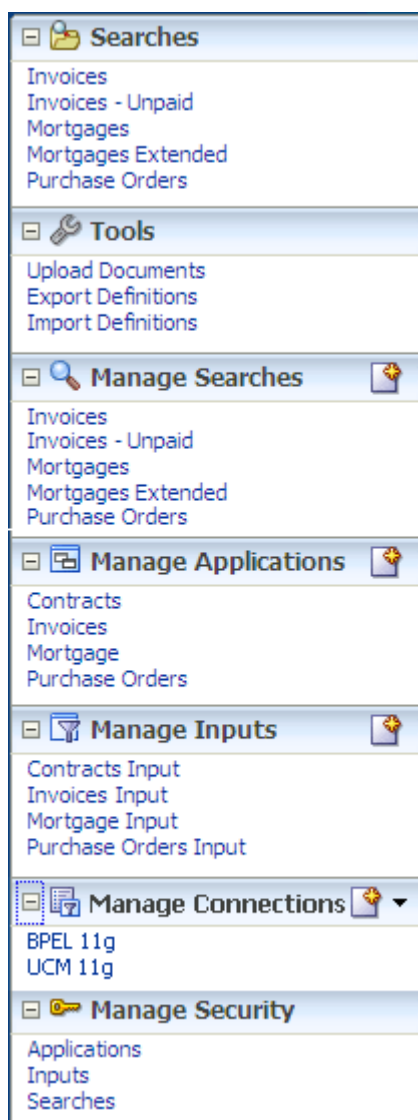 Searches
Invoices
Invoices - Unpaid
Mortgages
Mortgages Extended
Purchase Orders
Tools
Upload Documents
Export Definitions
Import Definitions
Manage Searches
Invoices
Invoices - Unpaid
Mortgages
Mortgages Extended
Purchase Orders
Manage Applications
Contracts
Invoices
Mortgage
Purchase Orders
Manage Inputs
Contracts Input
Invoices Input
Mortgage Input
Purchase Orders Input
Manage Connections
BPEL 11g
UCM 11g
Manage Security
Applications
Inputs
Searches